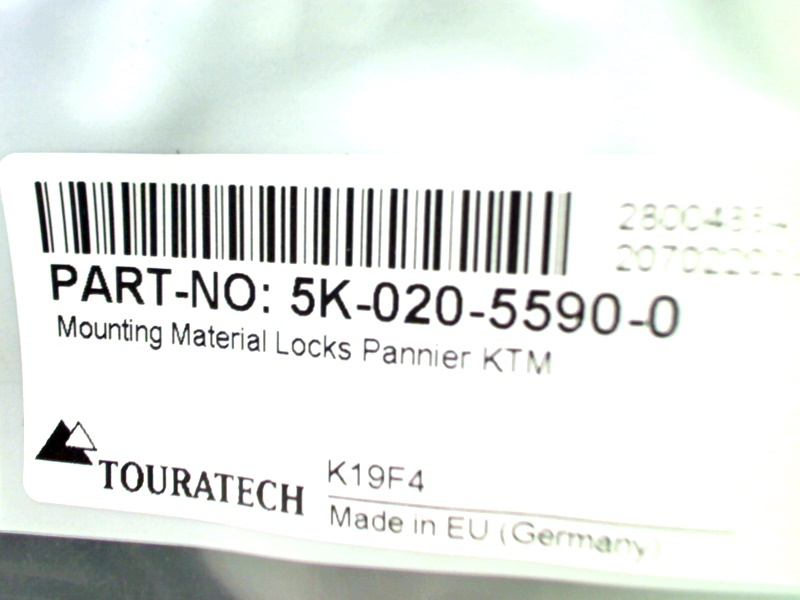 PART-NO: 5K-020-5590-0
Mounting Material Locks Pannier KTM
TOURATECH
K19F4
Made in EU (Germany)